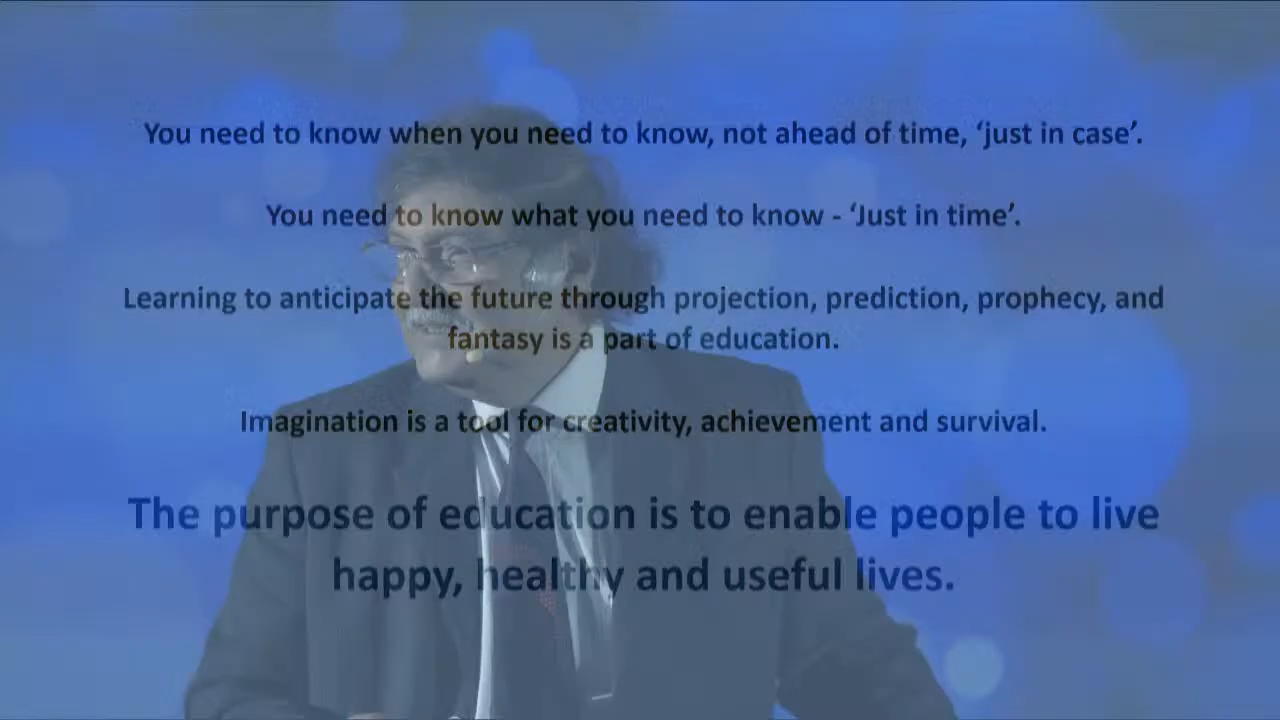 You need to know when you need to know, not ahead of time, ‘just in case’.
You need to know what you need to know - ‘Just in time’.
Learning to anticipate the future through projection, prediction, prophecy, and
fantasy is a part of education.
Imagination is a tool for creativity, achievement and survival.
The purpose of education is to enable people to live
happy, healthy and useful lives.